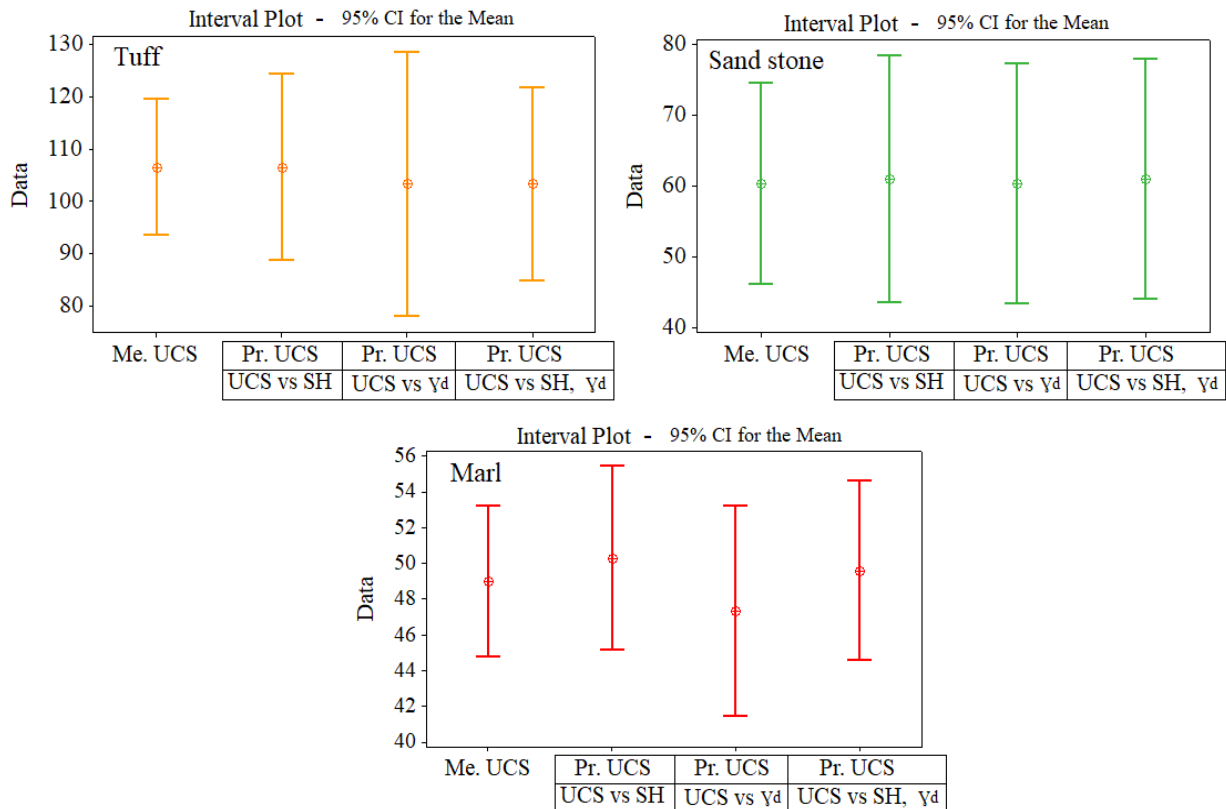 Interval Plot - 95% CI for the Mean
Tuff
Data
130
120
110
100
90
80
Me. UCS
Pr. UCS
Pr. UCS
Pr. UCS
UCS vs SH
UCS vs γd
UCS vs SH, γd
Interval Plot - 95% CI for the Mean
Sand stone
Data
80
70
60
50
40
Me. UCS
Pr. UCS
Pr. UCS
Pr. UCS
UCS vs SH
UCS vs γd
UCS vs SH, γd
Interval Plot - 95% CI for the Mean
Marl
Data
56
54
52
50
48
46
44
42
40
Me. UCS
Pr. UCS
Pr. UCS
Pr. UCS
UCS vs SH
UCS vs γd
UCS vs SH, γd